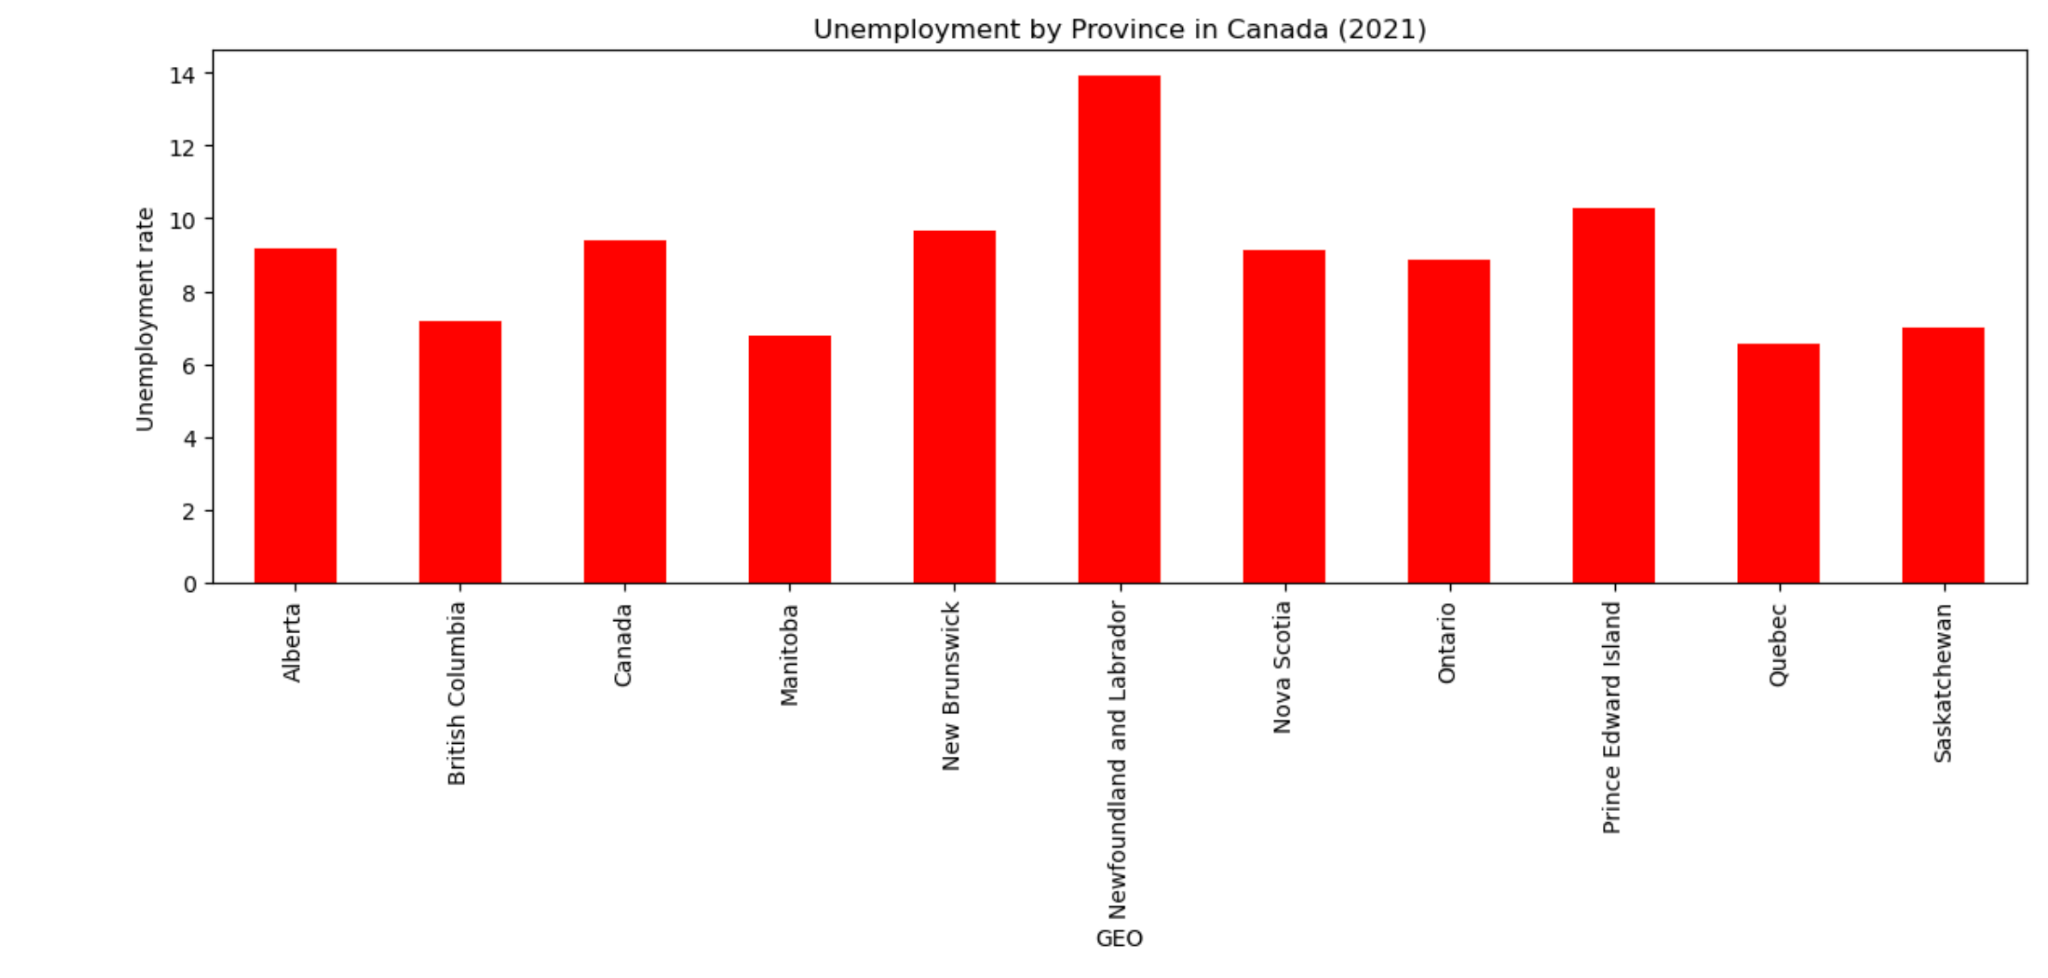 Unemployment by Province in Canada (2021)
Unemployment rate
14
12
10
8
6
4
2
0
Alberta
British Columbia
Canada
Manitoba
New Brunswick
Newfoundland and Labrador
Nova Scotia
Ontario
Prince Edward Island
Quebec
Saskatchewan
GEO